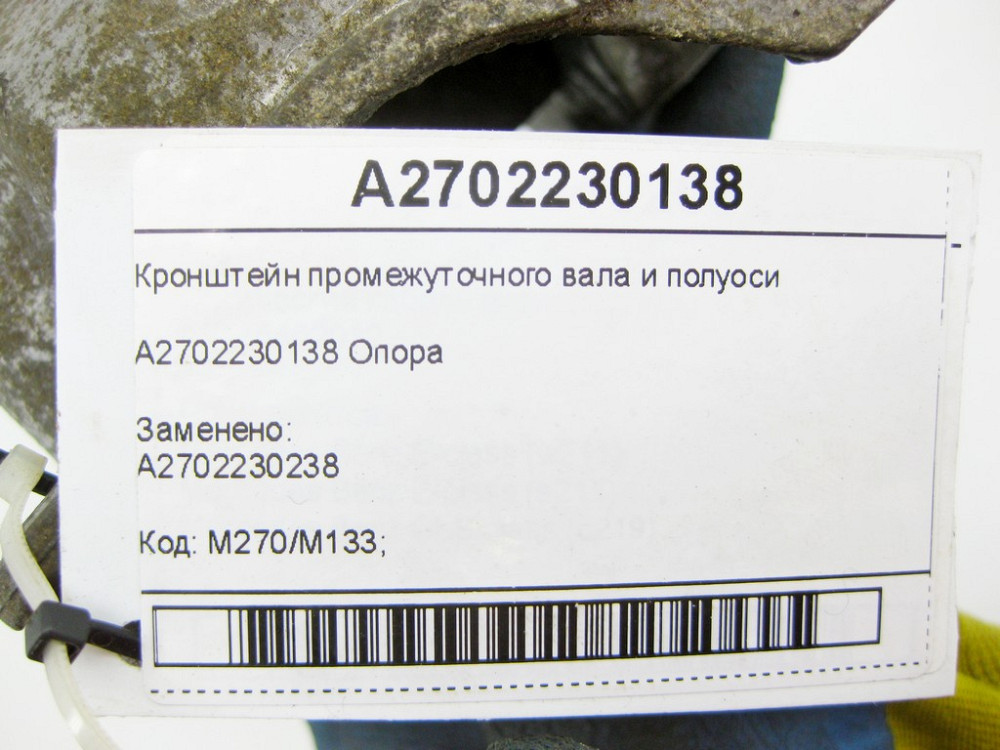 A2702230138
Кронштейн промежуточного вала и полуоси
A2702230138 Опора
Заменено:
A2702230238
Код: M270/M133;